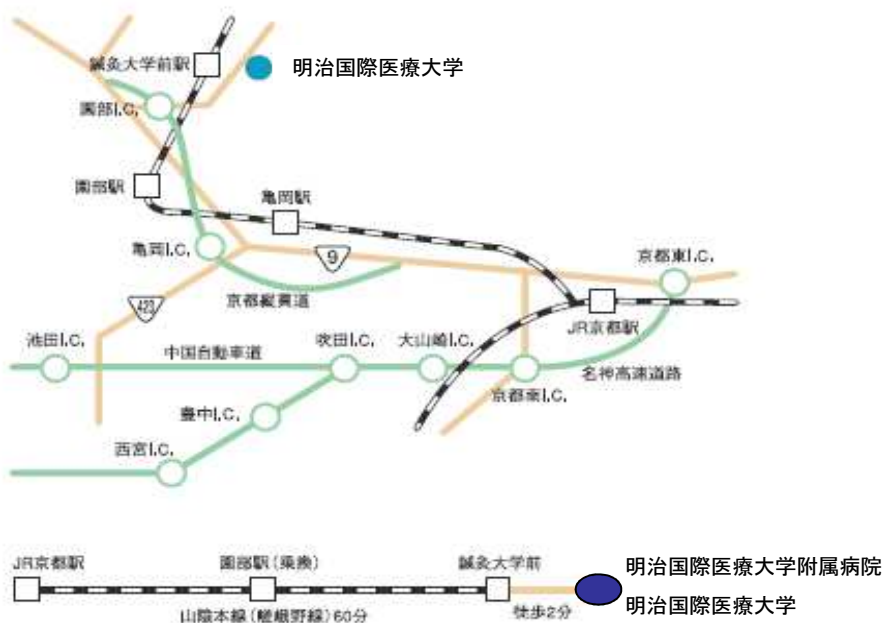 鍼灸大学前駅
明治国際医療大学
園部I.C.
園部駅
亀岡駅
亀岡I.C.
9
京都東I.C.
京都縦貫道
423
JR京都駅
池田I.C.
中国自動車道
吹田I.C.
大山崎I.C.
名神高速道路
京都南I.C.
豊中I.C.
西宮I.C.
JR京都駅
園部駅(乗換)
鍼灸大学前
明治国際医療大学附属病院
明治国際医療大学
山陰本線(嵯峨野線)60分
徒歩2分